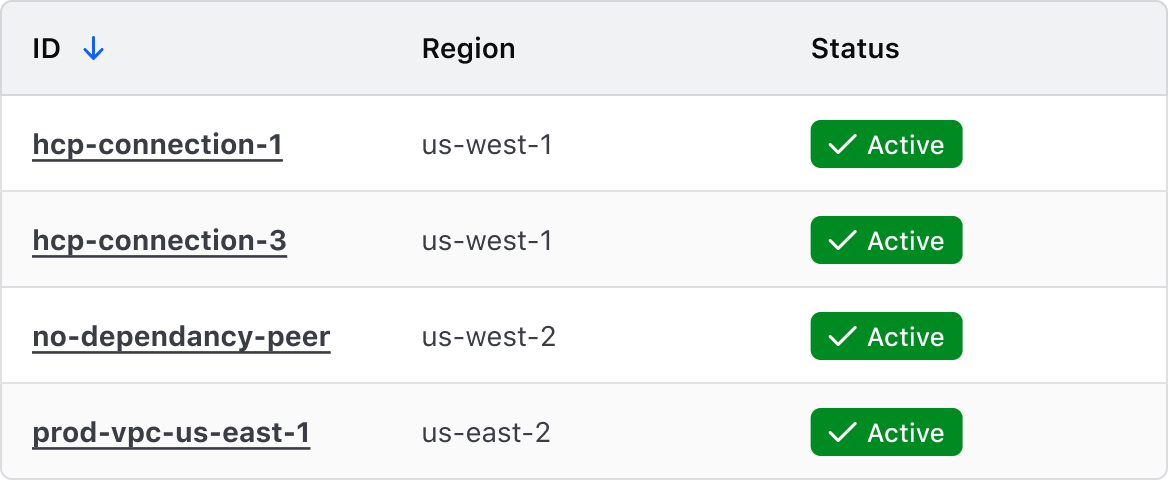 ID Region Status
hcp-connection-1 us-west-1 Active
hcp-connection-3 us-west-1 Active
no-dependancy-peer us-west-2 Active
prod-vpc-us-east-1 us-east-2 Active